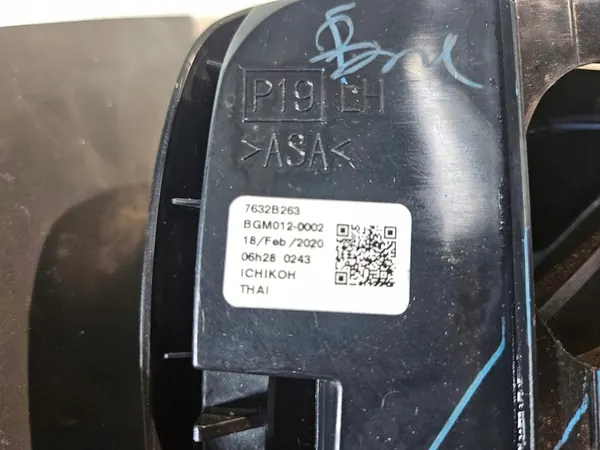 P19 LH
>ASA<
7632B263
BGM012-0002
18/Feb/2020
06h28 0243
ICHIKOH
THAI